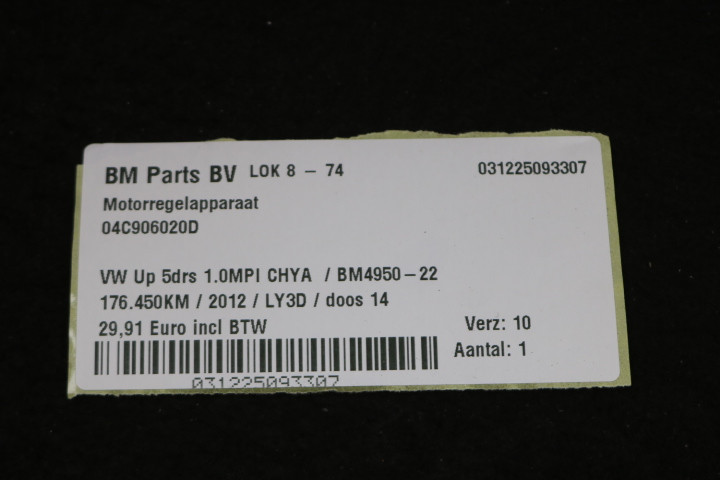 BM Parts BV LOK 8 - 74 031225093307
Motorregelapparaat
04C906020D
VW Up 5drs 1.0MPI CHYA / BM4950-22
176.450KM / 2012 / LY3D / doos 14
29,91 Euro incl BTW Verz: 10
Aantal: 1
031225093307